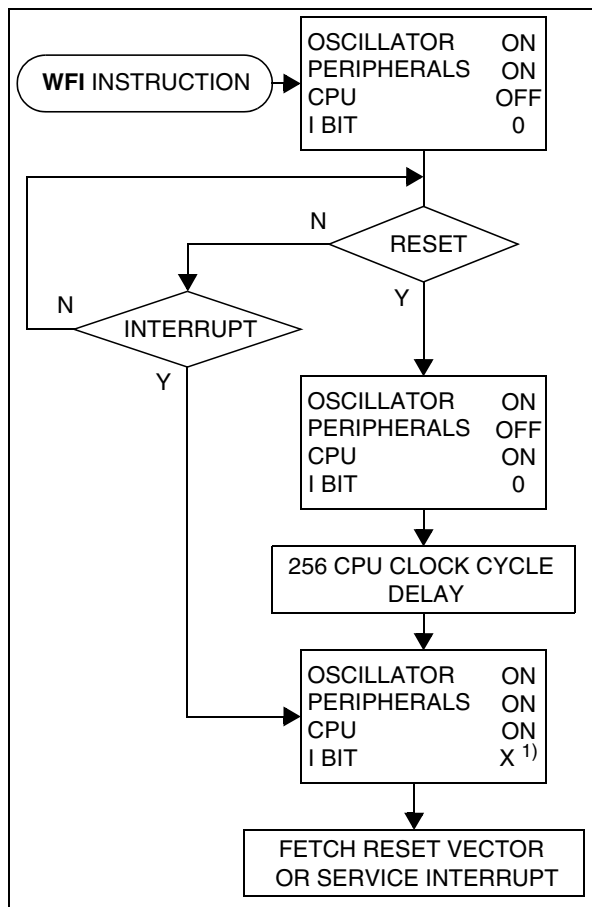 WFI INSTRUCTION
OSCILLATOR ON
PERIPHERALS ON
CPU OFF
I BIT 0
N
RESET
Y
N
INTERRUPT
Y
OSCILLATOR ON
PERIPHERALS OFF
CPU ON
I BIT 0
256 CPU CLOCK CYCLE
DELAY
OSCILLATOR ON
PERIPHERALS ON
CPU ON
I BIT X 1)
FETCH RESET VECTOR
OR SERVICE INTERRUPT